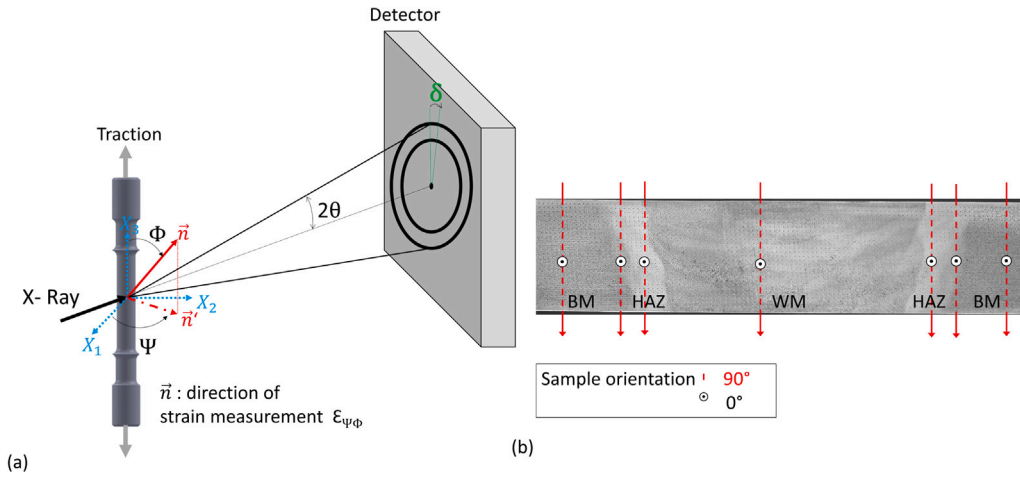 Detector
δ
Traction
X₃
Φ
n⃗
2θ
X- Ray
X₂
n⃗'
X₁
Ψ
n⃗ : direction of
strain measurement ε_ΨΦ
(a)
BM
HAZ
WM
HAZ
BM
Sample orientation
90°
0°
(b)